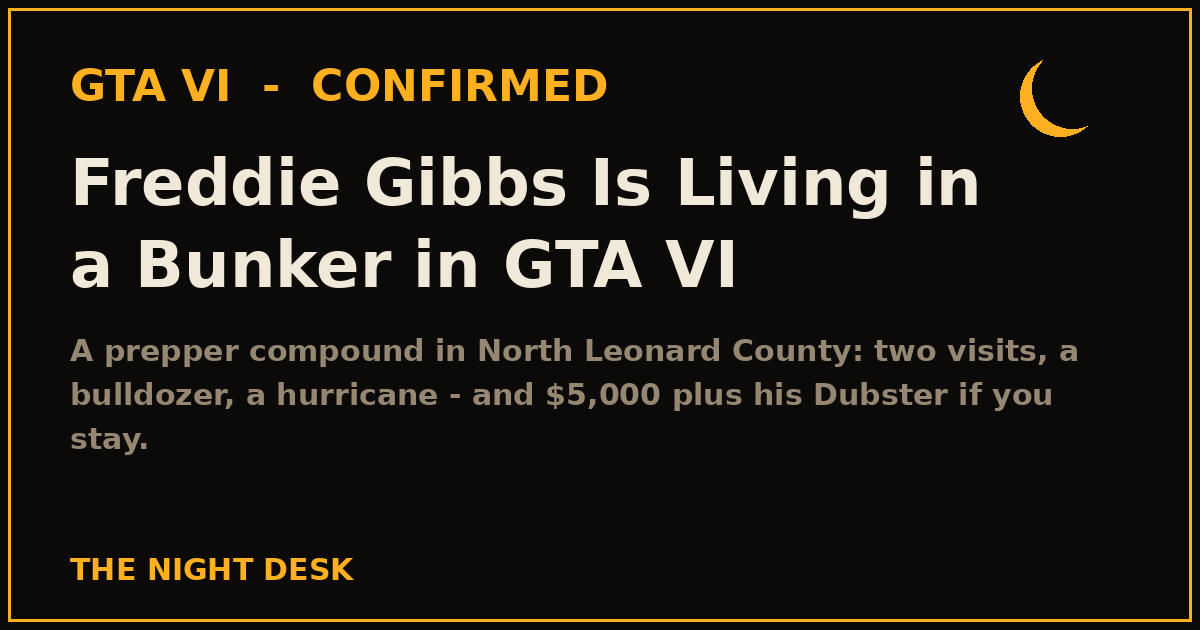 GTA VI - CONFIRMED
Freddie Gibbs Is Living in
a Bunker in GTA VI
A prepper compound in North Leonard County: two visits, a
bulldozer, a hurricane - and $5,000 plus his Dubster if you
stay.
THE NIGHT DESK